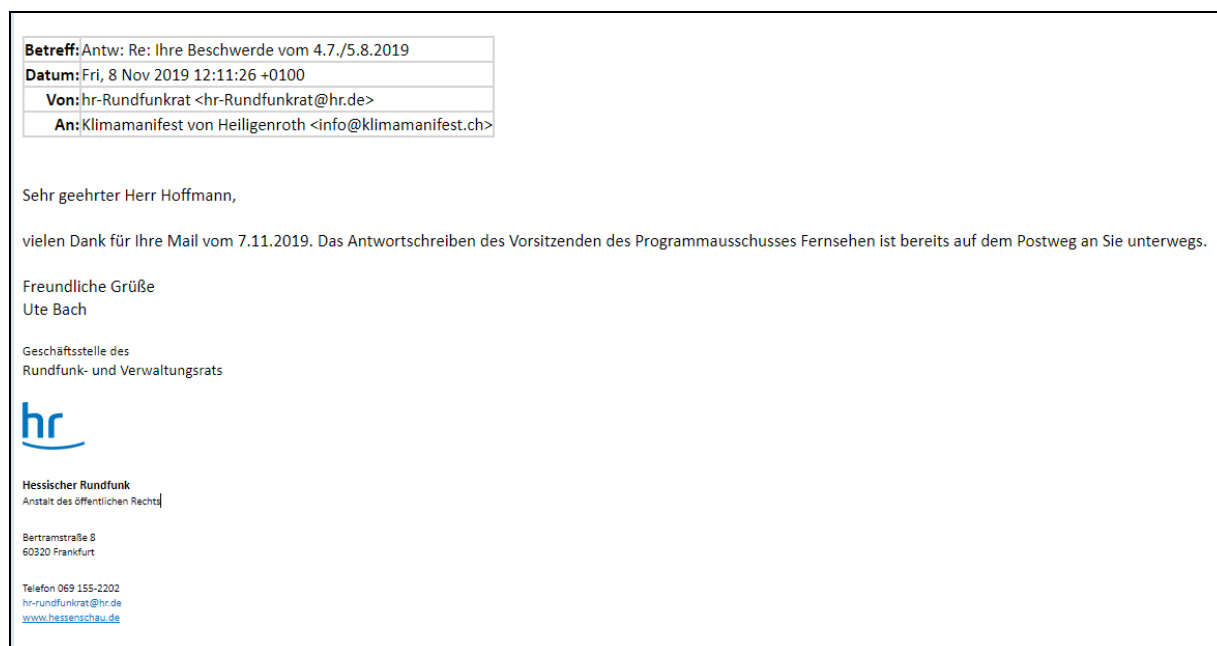 Betreff: Antw: Re: Ihre Beschwerde vom 4.7./5.8.2019
Datum: Fri, 8 Nov 2019 12:11:26 +0100
Von: hr-Rundfunkrat <hr-Rundfunkrat@hr.de>
An: Klimamanifest von Heiligenroth <info@klimamanifest.ch>
Sehr geehrter Herr Hoffmann,
vielen Dank für Ihre Mail vom 7.11.2019. Das Antwortschreiben des Vorsitzenden des Programmausschusses Fernsehen ist bereits auf dem Postweg an Sie unterwegs.
Freundliche Grüße
Ute Bach
Geschäftsstelle des
Rundfunk- und Verwaltungsrats
hr
Hessischer Rundfunk
Anstalt des öffentlichen Rechts
Bertramstraße 8
60320 Frankfurt
Telefon 069 155-2202
hr-rundfunkrat@hr.de
www.hessenschau.de